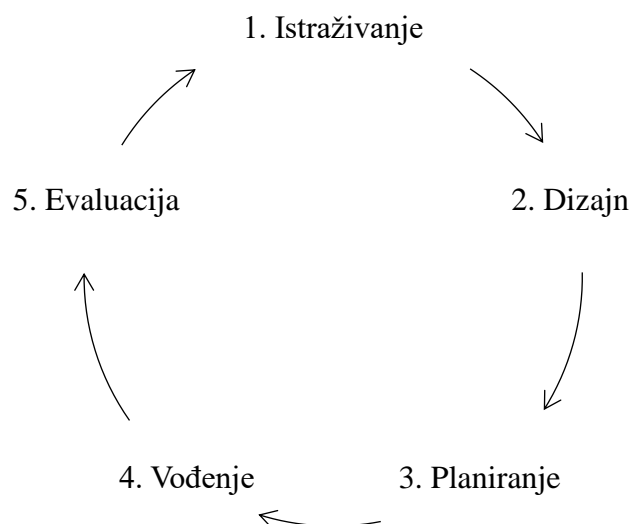 1. Istraživanje
2. Dizajn
3. Planiranje
4. Vođenje
5. Evaluacija